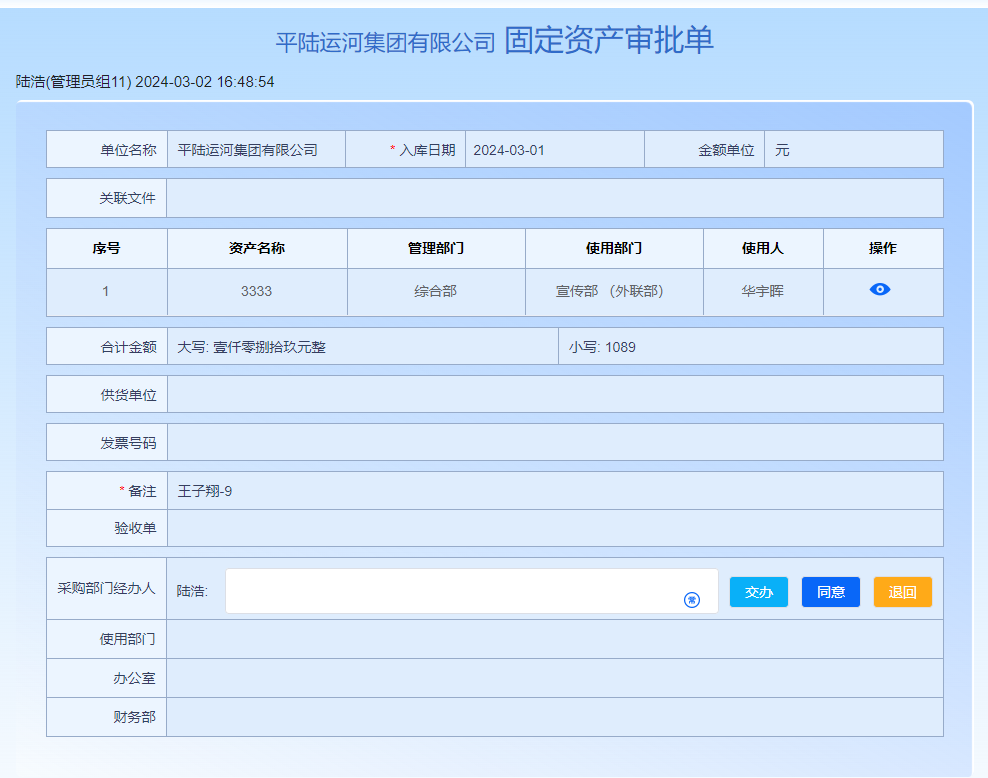 平陆运河集团有限公司 固定资产审批单
陆浩(管理员组11) 2024-03-02 16:48:54
单位名称 平陆运河集团有限公司 * 入库日期 2024-03-01 金额单位 元
关联文件
序号 资产名称 管理部门 使用部门 使用人 操作
1 3333 综合部 宣传部 （外联部） 华宇晖
合计金额 大写: 壹仟零捌拾玖元整 小写: 1089
供货单位
发票号码
* 备注 王子翔-9
验收单
采购部门经办人 陆浩: 常 交办 同意 退回
使用部门
办公室
财务部